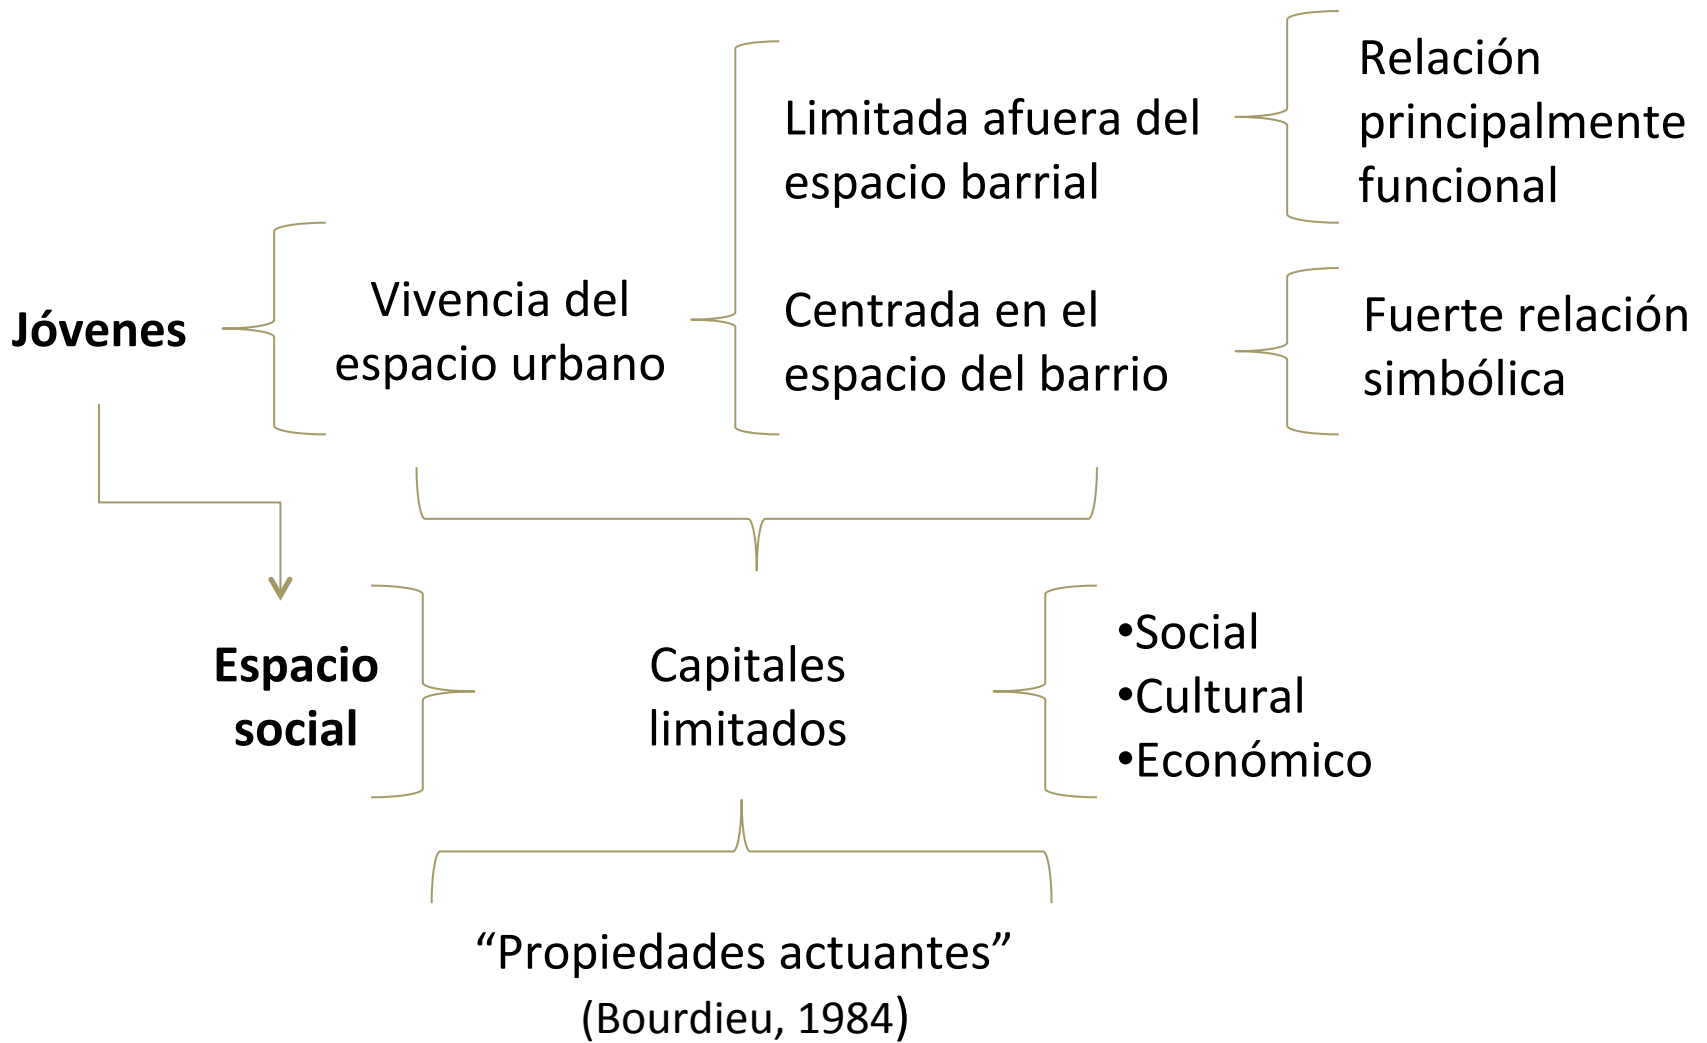 Jóvenes
Vivencia del
espacio urbano
Limitada afuera del
espacio barrial
Relación
principalmente
funcional
Centrada en el
espacio del barrio
Fuerte relación
simbólica
Espacio
social
Capitales
limitados
•Social
•Cultural
•Económico
“Propiedades actuantes”
(Bourdieu, 1984)